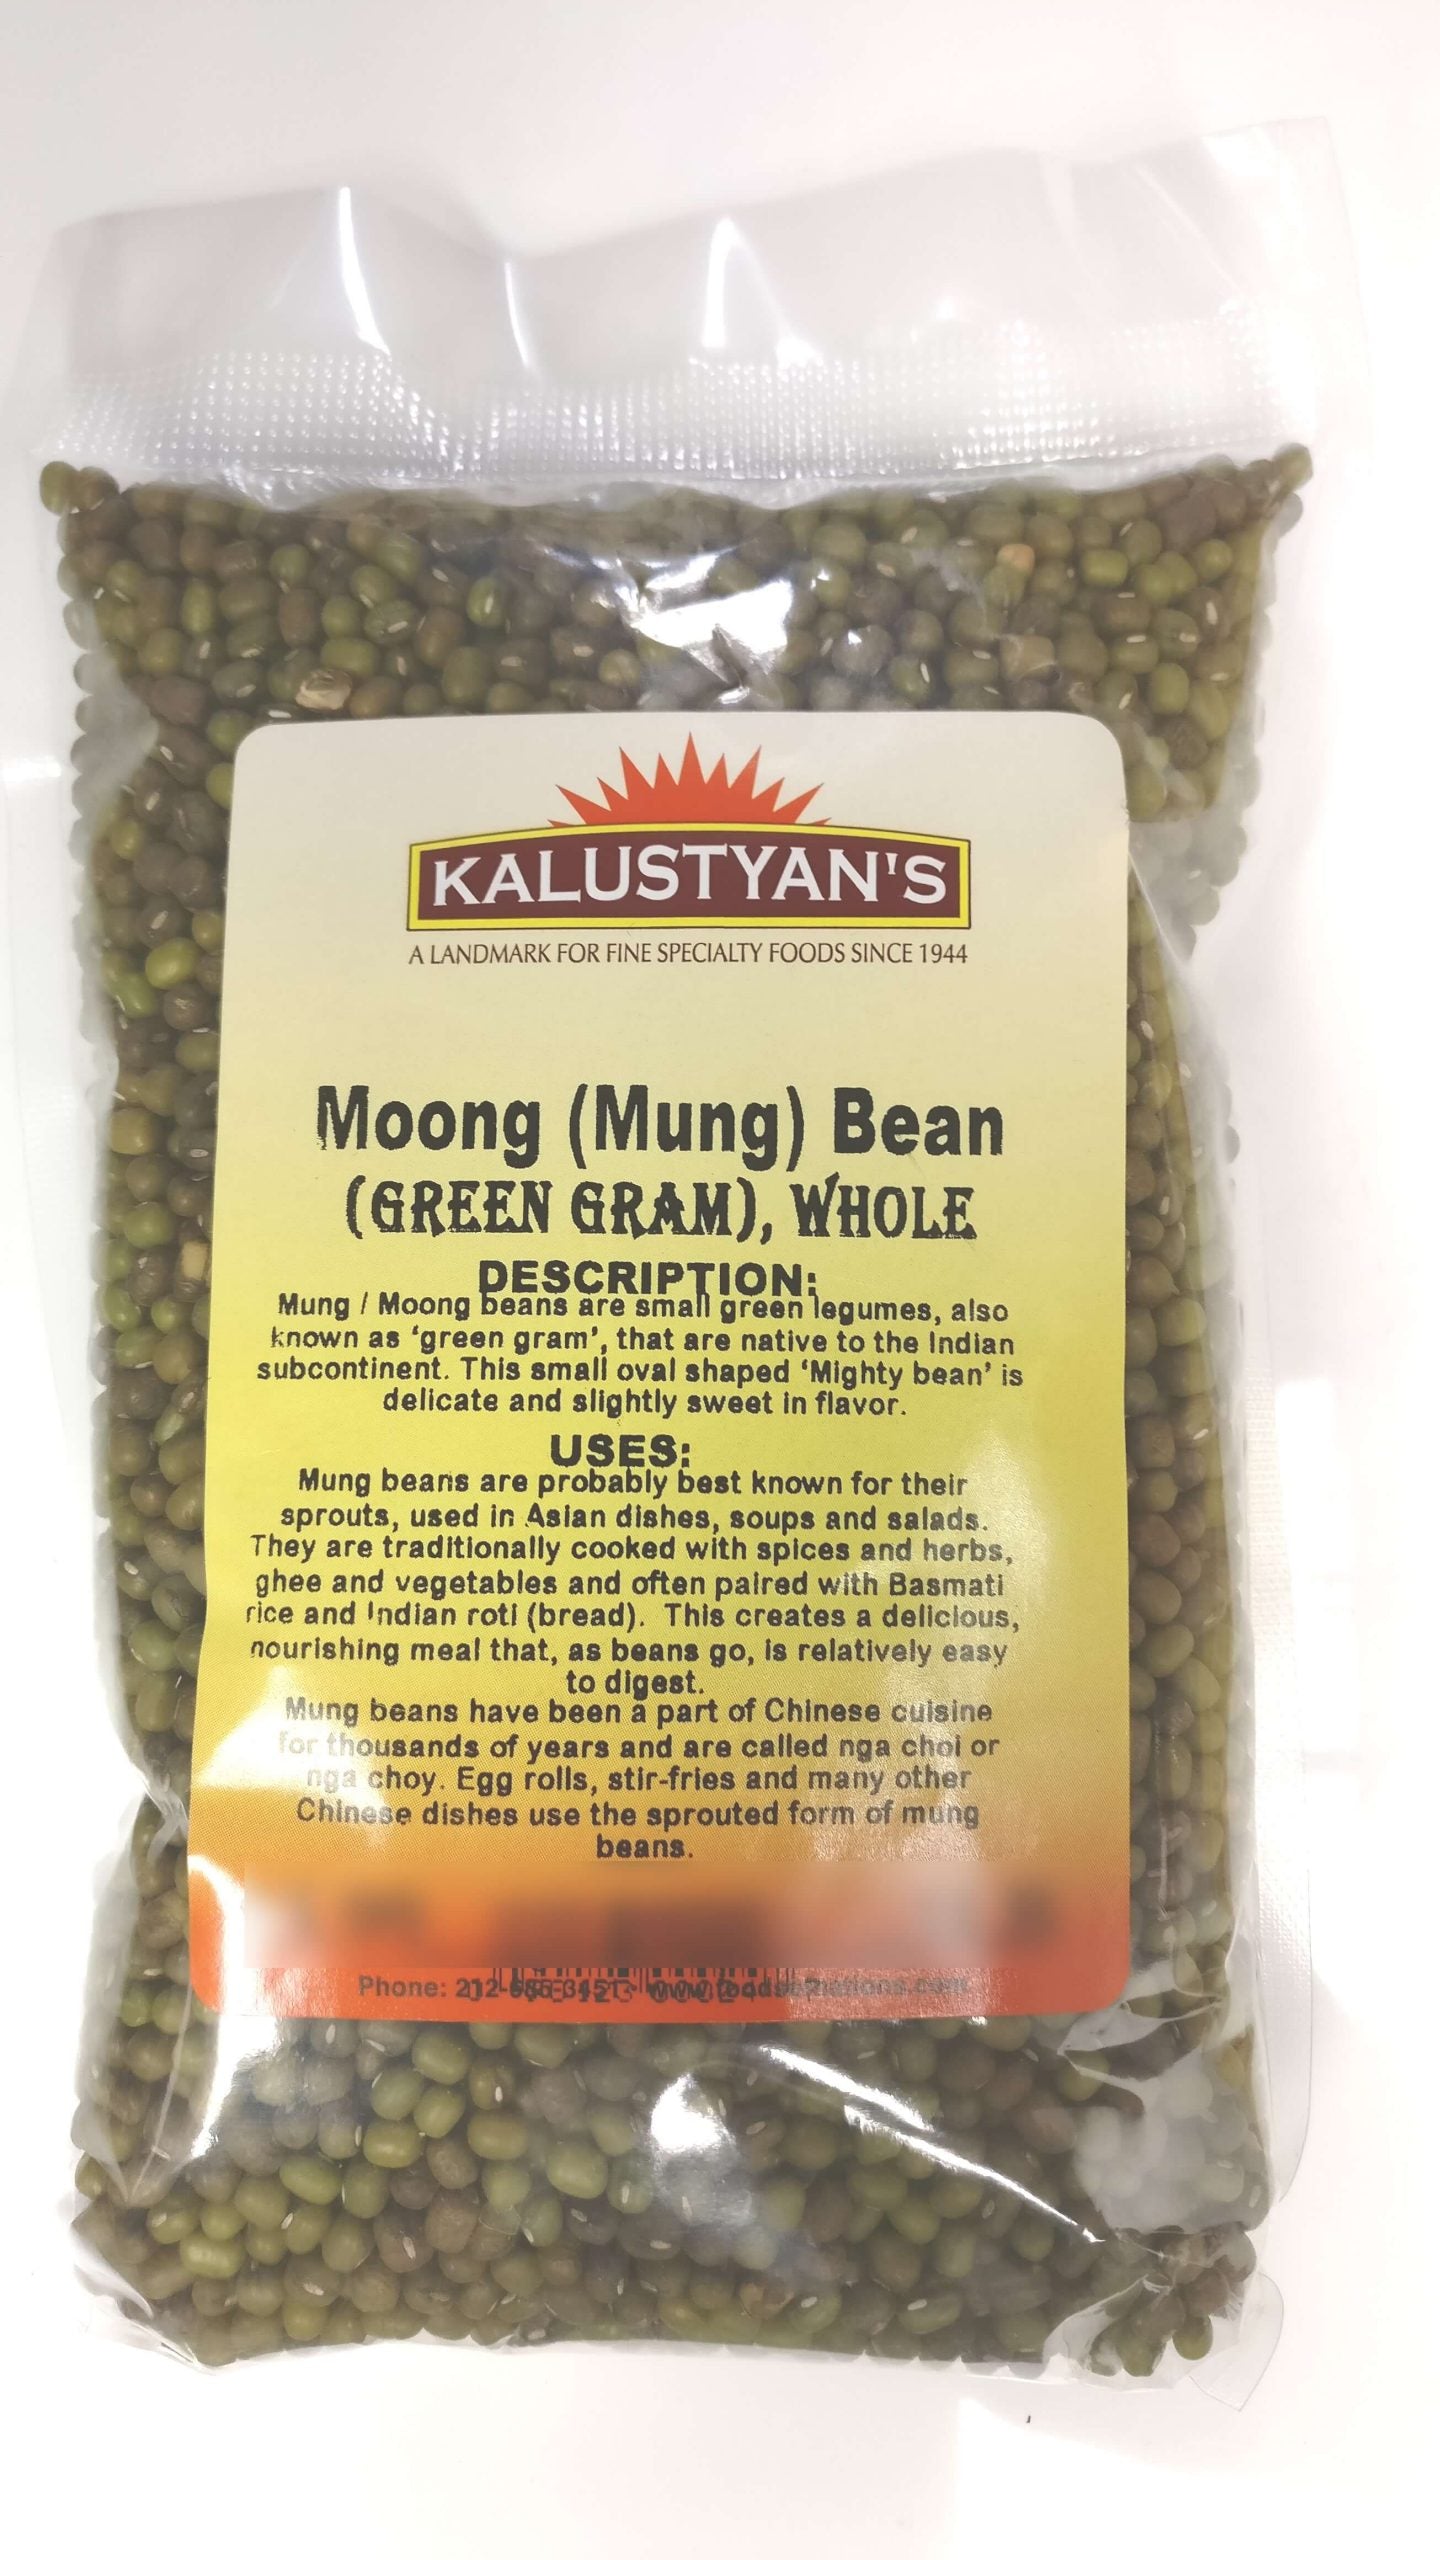 KALUSTYAN'S
A LANDMARK FOR FINE SPECIALTY FOODS SINCE 1944
Moong (Mung) Bean
(GREEN GRAM), WHOLE
DESCRIPTION:
Mung / Moong beans are small green legumes, also
known as ‘green gram’, that are native to the Indian
subcontinent. This small oval shaped ‘Mighty bean’ is
delicate and slightly sweet in flavor.
USES:
Mung beans are probably best known for their
sprouts, used in Asian dishes, soups and salads.
They are traditionally cooked with spices and herbs,
ghee and vegetables and often paired with Basmati
rice and Indian roti (bread). This creates a delicious,
nourishing meal that, as beans go, is relatively easy
to digest.
Mung beans have been a part of Chinese cuisine
for thousands of years and are called nga choi or
nga choy. Egg rolls, stir-fries and many other
Chinese dishes use the sprouted form of mung
beans.
Phone: